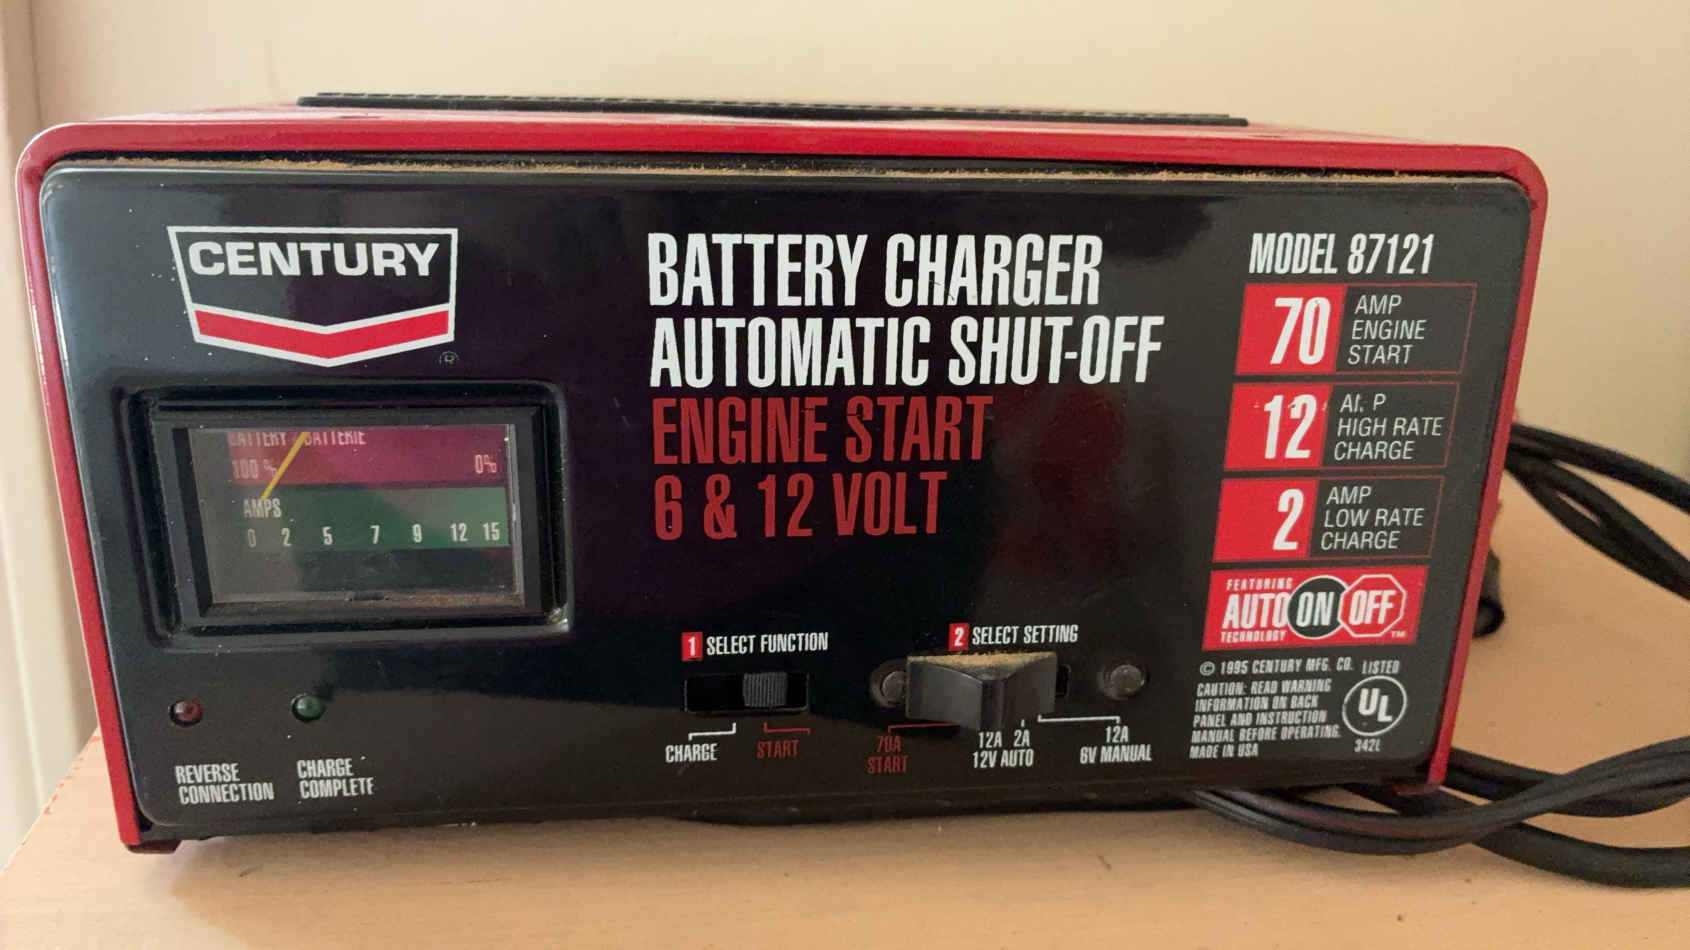 CENTURY
®
BATTERY CHARGER
AUTOMATIC SHUT-OFF
ENGINE START
6 & 12 VOLT
MODEL 87121
70 AMP
ENGINE
START
12 AMP
HIGH RATE
CHARGE
2 AMP
LOW RATE
CHARGE
FEATURING
AUTO ON OFF
TECHNOLOGY ™
© 1995 CENTURY MFG. CO. LISTED
CAUTION: READ WARNING
INFORMATION ON BACK
PANEL AND INSTRUCTION
MANUAL BEFORE OPERATING.
MADE IN USA
UL
342L
BATTERY / BATTERIE
100 % 0%
AMPS
0 2 5 7 9 12 15
REVERSE
CONNECTION
CHARGE
COMPLETE
1 SELECT FUNCTION
CHARGE START
2 SELECT SETTING
70A
START
12A 2A
12V AUTO
12A
6V MANUAL